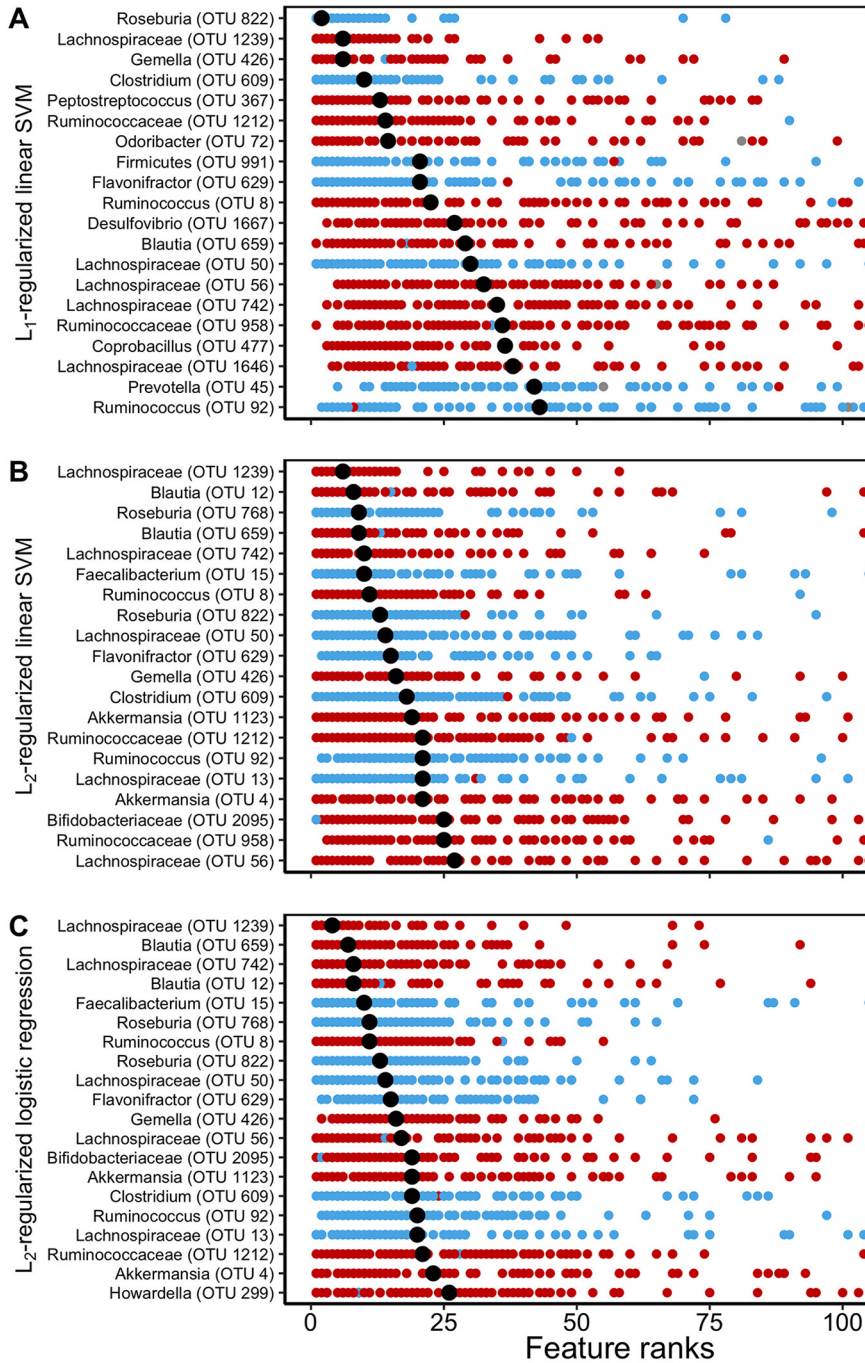 A
L1-regularized linear SVM
Roseburia (OTU 822)
Lachnospiraceae (OTU 1239)
Gemella (OTU 426)
Clostridium (OTU 609)
Peptostreptococcus (OTU 367)
Ruminococcaceae (OTU 1212)
Odoribacter (OTU 72)
Firmicutes (OTU 991)
Flavonifractor (OTU 629)
Ruminococcus (OTU 8)
Desulfovibrio (OTU 1667)
Blautia (OTU 659)
Lachnospiraceae (OTU 50)
Lachnospiraceae (OTU 56)
Lachnospiraceae (OTU 742)
Ruminococcaceae (OTU 958)
Coprobacillus (OTU 477)
Lachnospiraceae (OTU 1646)
Prevotella (OTU 45)
Ruminococcus (OTU 92)
B
L2-regularized linear SVM
Lachnospiraceae (OTU 1239)
Blautia (OTU 12)
Roseburia (OTU 768)
Blautia (OTU 659)
Lachnospiraceae (OTU 742)
Faecalibacterium (OTU 15)
Ruminococcus (OTU 8)
Roseburia (OTU 822)
Lachnospiraceae (OTU 50)
Flavonifractor (OTU 629)
Gemella (OTU 426)
Clostridium (OTU 609)
Akkermansia (OTU 1123)
Ruminococcaceae (OTU 1212)
Ruminococcus (OTU 92)
Lachnospiraceae (OTU 13)
Akkermansia (OTU 4)
Bifidobacteriaceae (OTU 2095)
Ruminococcaceae (OTU 958)
Lachnospiraceae (OTU 56)
C
L2-regularized logistic regression
Lachnospiraceae (OTU 1239)
Blautia (OTU 659)
Lachnospiraceae (OTU 742)
Blautia (OTU 12)
Faecalibacterium (OTU 15)
Roseburia (OTU 768)
Ruminococcus (OTU 8)
Roseburia (OTU 822)
Lachnospiraceae (OTU 50)
Flavonifractor (OTU 629)
Gemella (OTU 426)
Lachnospiraceae (OTU 56)
Bifidobacteriaceae (OTU 2095)
Akkermansia (OTU 1123)
Clostridium (OTU 609)
Ruminococcus (OTU 92)
Lachnospiraceae (OTU 13)
Ruminococcaceae (OTU 1212)
Akkermansia (OTU 4)
Howardella (OTU 299)
0 25 50 75 100
Feature ranks